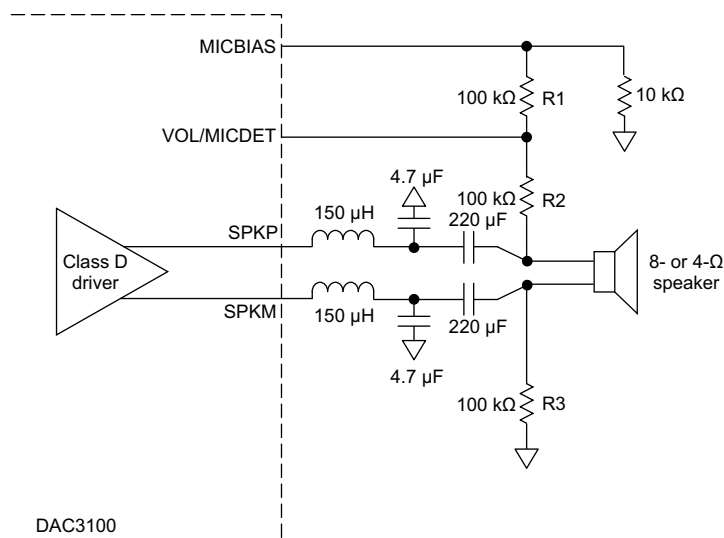 MICBIAS
100 kΩ R1 10 kΩ
VOL/MICDET
4.7 µF 100 kΩ R2
150 µH 220 µF
SPKP
Class D
driver
8- or 4-Ω
speaker
SPKM
150 µH 220 µF
4.7 µF
100 kΩ R3
DAC3100